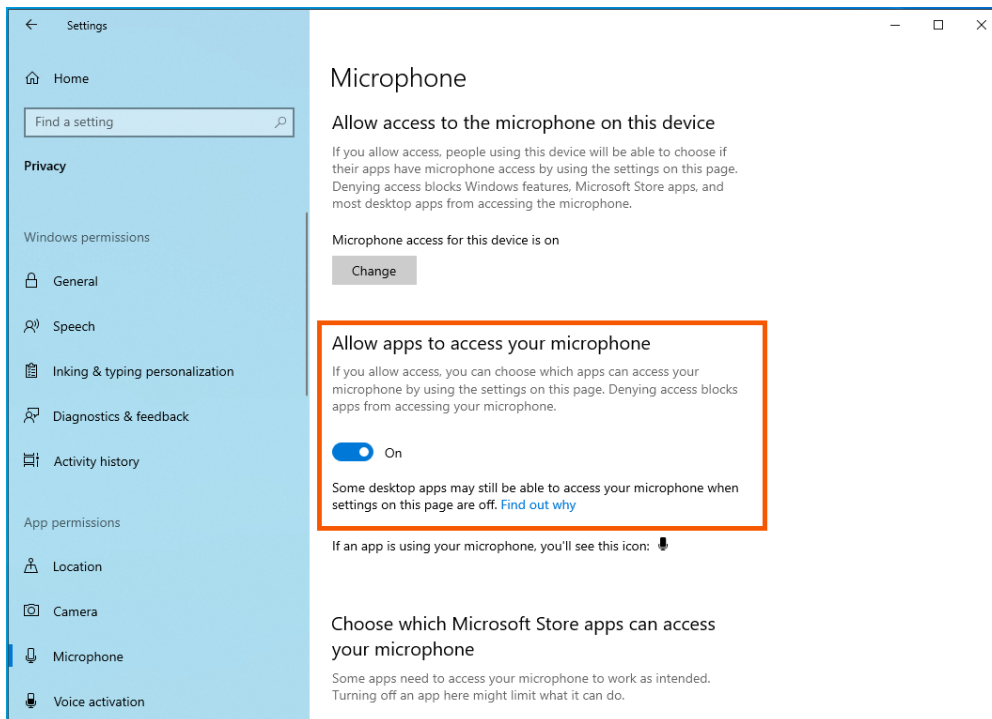 Settings
Home
Find a setting
Privacy
Windows permissions
General
Speech
Inking & typing personalization
Diagnostics & feedback
Activity history
App permissions
Location
Camera
Microphone
Voice activation
Microphone
Allow access to the microphone on this device
If you allow access, people using this device will be able to choose if
their apps have microphone access by using the settings on this page.
Denying access blocks Windows features, Microsoft Store apps, and
most desktop apps from accessing the microphone.
Microphone access for this device is on
Change
Allow apps to access your microphone
If you allow access, you can choose which apps can access your
microphone by using the settings on this page. Denying access blocks
apps from accessing your microphone.
On
Some desktop apps may still be able to access your microphone when
settings on this page are off. Find out why
If an app is using your microphone, you'll see this icon:
Choose which Microsoft Store apps can access
your microphone
Some apps need to access your microphone to work as intended.
Turning off an app here might limit what it can do.